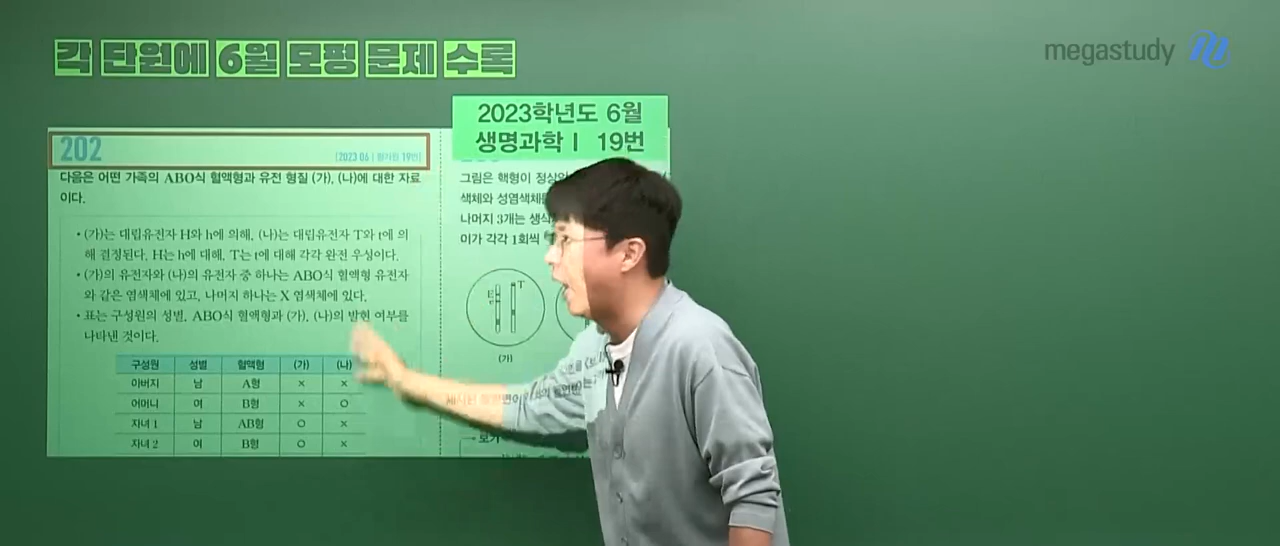 각 단원에 6월 모평 문제 수록
megastudy
2023학년도 6월
생명과학Ⅰ 19번
202
[2023 06 | 평가원 19번]
다음은 어떤 가족의 ABO식 혈액형과 유전 형질 (가), (나)에 대한 자료
이다.
• (가)는 대립유전자 H와 h에 의해, (나)는 대립유전자 T와 t에 의
해 결정된다. H는 h에 대해, T는 t에 대해 각각 완전 우성이다.
• (가)의 유전자와 (나)의 유전자 중 하나는 ABO식 혈액형 유전자
와 같은 염색체에 있고, 나머지 하나는 X 염색체에 있다.
• 표는 구성원의 성별, ABO식 혈액형과 (가), (나)의 발현 여부를
나타낸 것이다.
구성원 성별 혈액형 (가) (나)
아버지 남 A형 × ×
어머니 여 B형 × ○
자녀 1 남 AB형 ○ ×
자녀 2 여 B형 ○ ×
그림은 핵형이 정상인
색체와 성염색체를
나머지 3개는 생식
이가 각각 1회씩
T
(가)